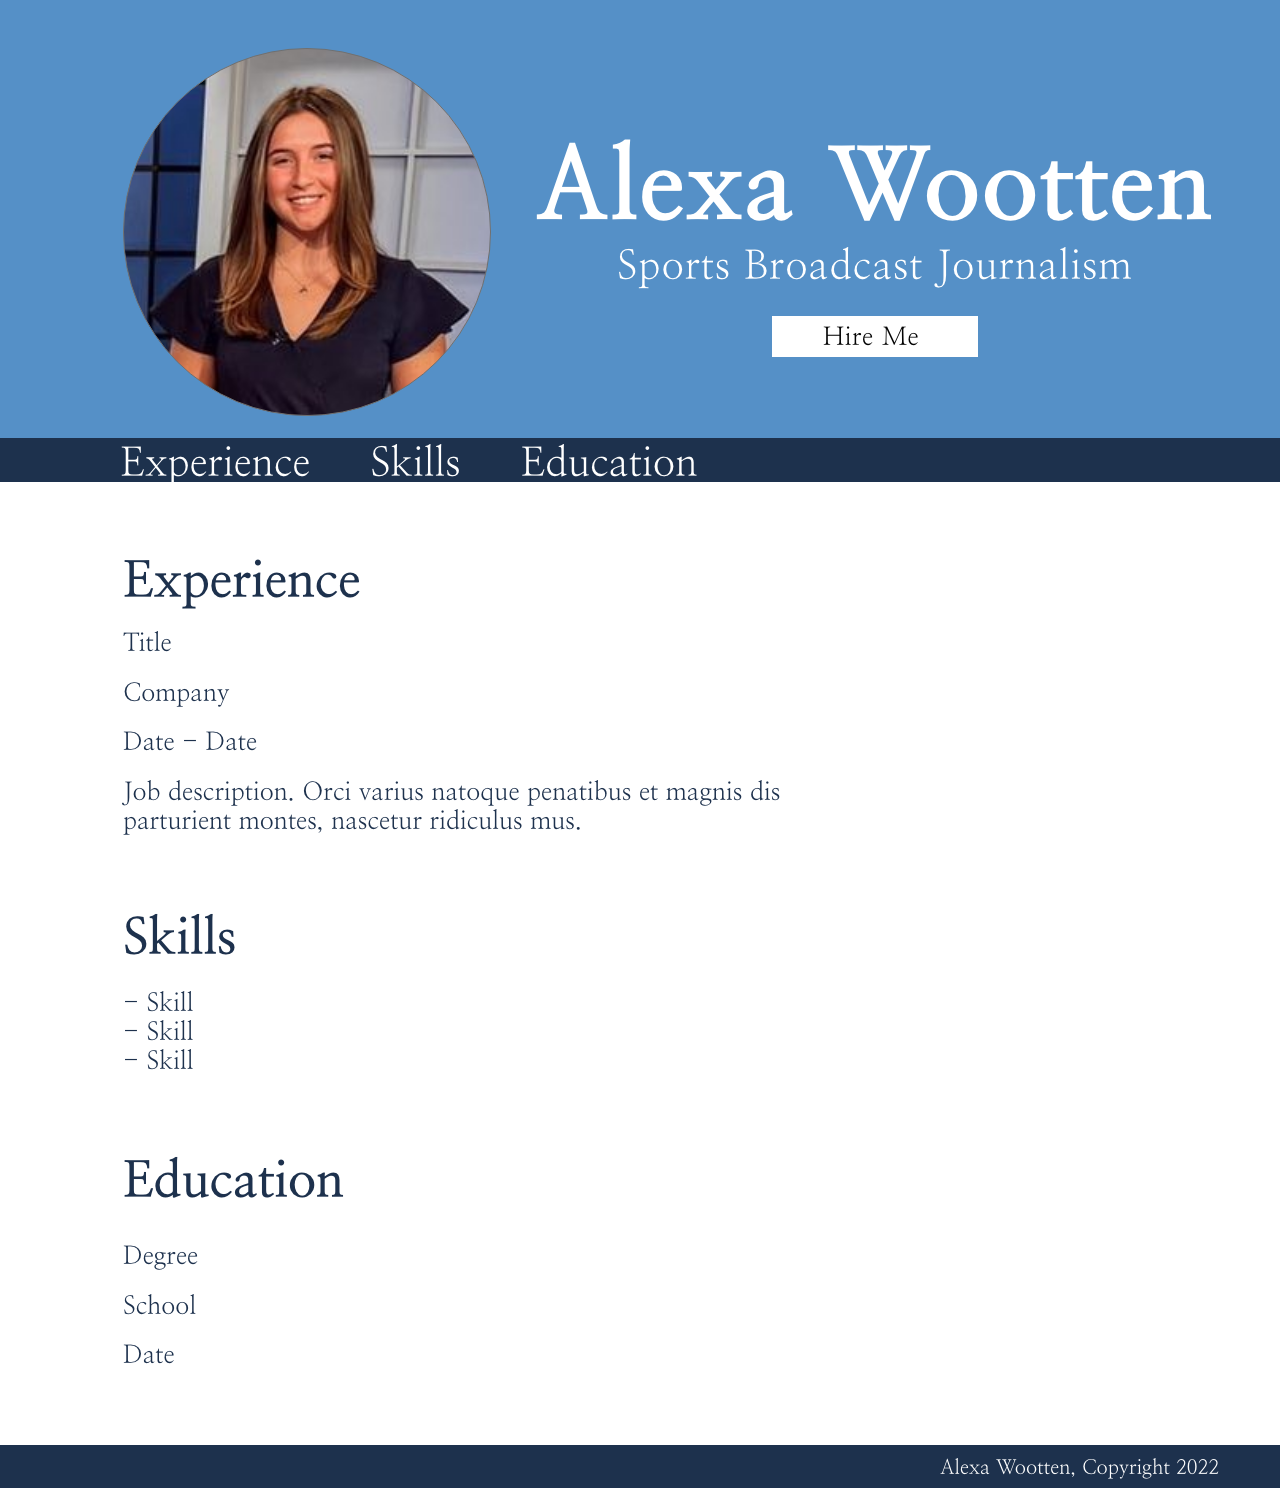 Alexa Wootten
Sports Broadcast Journalism
Hire Me
Experience Skills Education
Experience
Title
Company
Date - Date
Job description. Orci varius natoque penatibus et magnis dis
parturient montes, nascetur ridiculus mus.
Skills
- Skill
- Skill
- Skill
Education
Degree
School
Date
Alexa Wootten, Copyright 2022